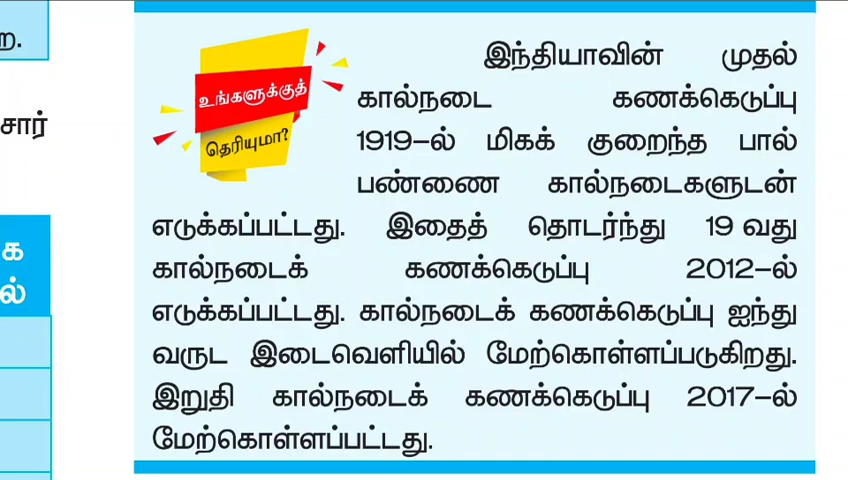 ற.
சார்
க
ல்
உங்களுக்குத்
தெரியுமா?
இந்தியாவின் முதல்
கால்நடை கணக்கெடுப்பு
1919-ல் மிகக் குறைந்த பால்
பண்ணை கால்நடைகளுடன்
எடுக்கப்பட்டது. இதைத் தொடர்ந்து 19 வது
கால்நடைக் கணக்கெடுப்பு 2012-ல்
எடுக்கப்பட்டது. கால்நடைக் கணக்கெடுப்பு ஐந்து
வருட இடைவெளியில் மேற்கொள்ளப்படுகிறது.
இறுதி கால்நடைக் கணக்கெடுப்பு 2017-ல்
மேற்கொள்ளப்பட்டது.